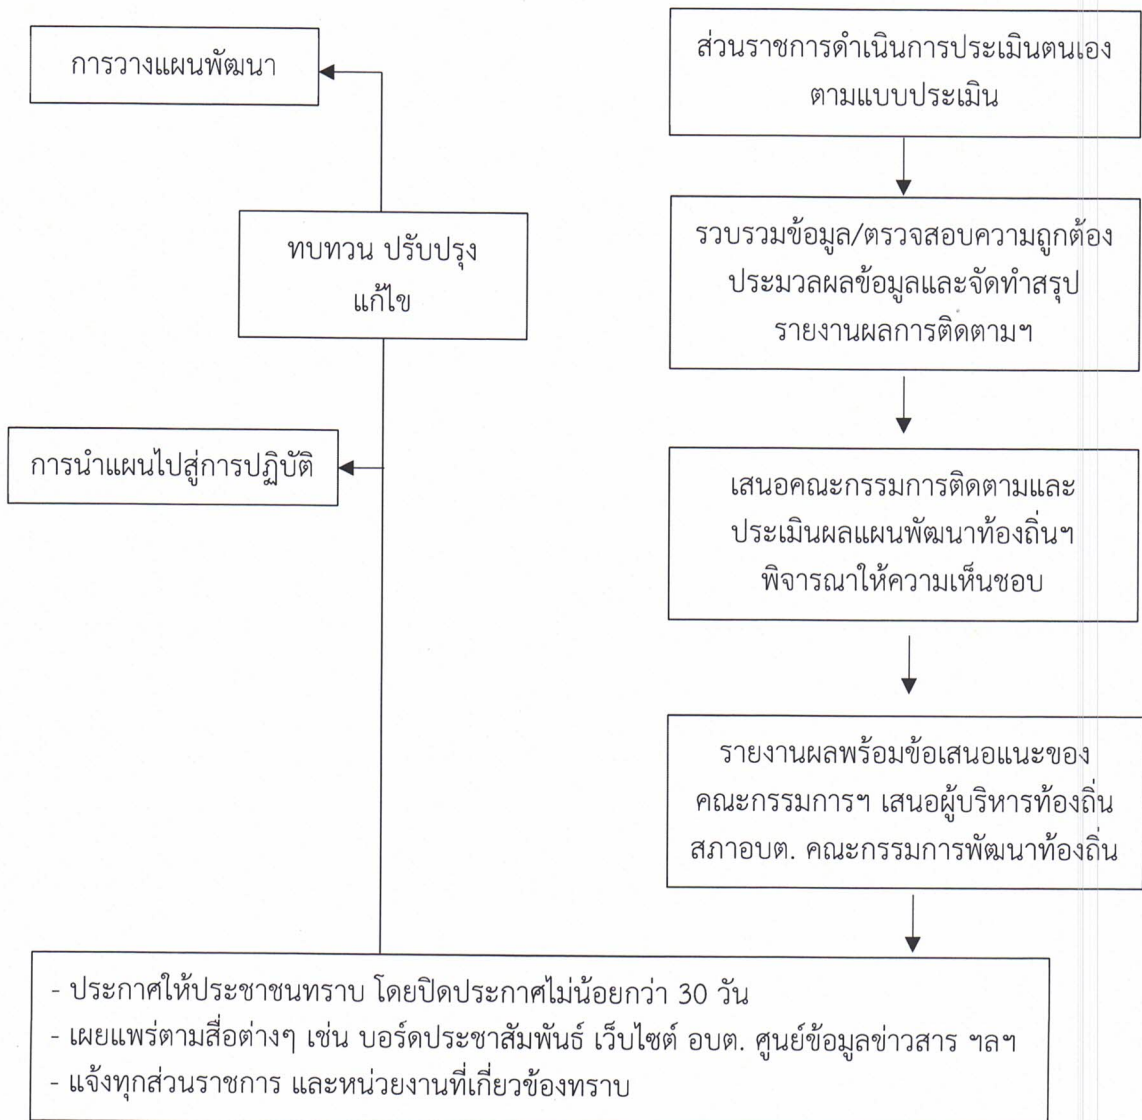 การวางแผนพัฒนา
ทบทวน ปรับปรุง
แก้ไข
การนำแผนไปสู่การปฏิบัติ
ส่วนราชการดำเนินการประเมินตนเอง
ตามแบบประเมิน
รวบรวมข้อมูล/ตรวจสอบความถูกต้อง
ประมวลผลข้อมูลและจัดทำสรุป
รายงานผลการติดตามฯ
เสนอคณะกรรมการติดตามและ
ประเมินผลแผนพัฒนาท้องถิ่นฯ
พิจารณาให้ความเห็นชอบ
รายงานผลพร้อมข้อเสนอแนะของ
คณะกรรมการฯ เสนอผู้บริหารท้องถิ่น
สภาอบต. คณะกรรมการพัฒนาท้องถิ่น
- ประกาศให้ประชาชนทราบ โดยปิดประกาศไม่น้อยกว่า 30 วัน
- เผยแพร่ตามสื่อต่างๆ เช่น บอร์ดประชาสัมพันธ์ เว็บไซต์ อบต. ศูนย์ข้อมูลข่าวสาร ฯลฯ
- แจ้งทุกส่วนราชการ และหน่วยงานที่เกี่ยวข้องทราบ